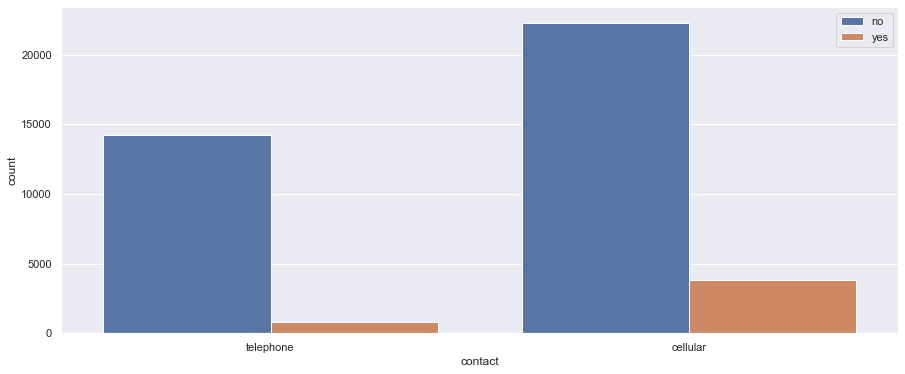 no
yes
20000
15000
10000
5000
0
count
telephone
cellular
contact